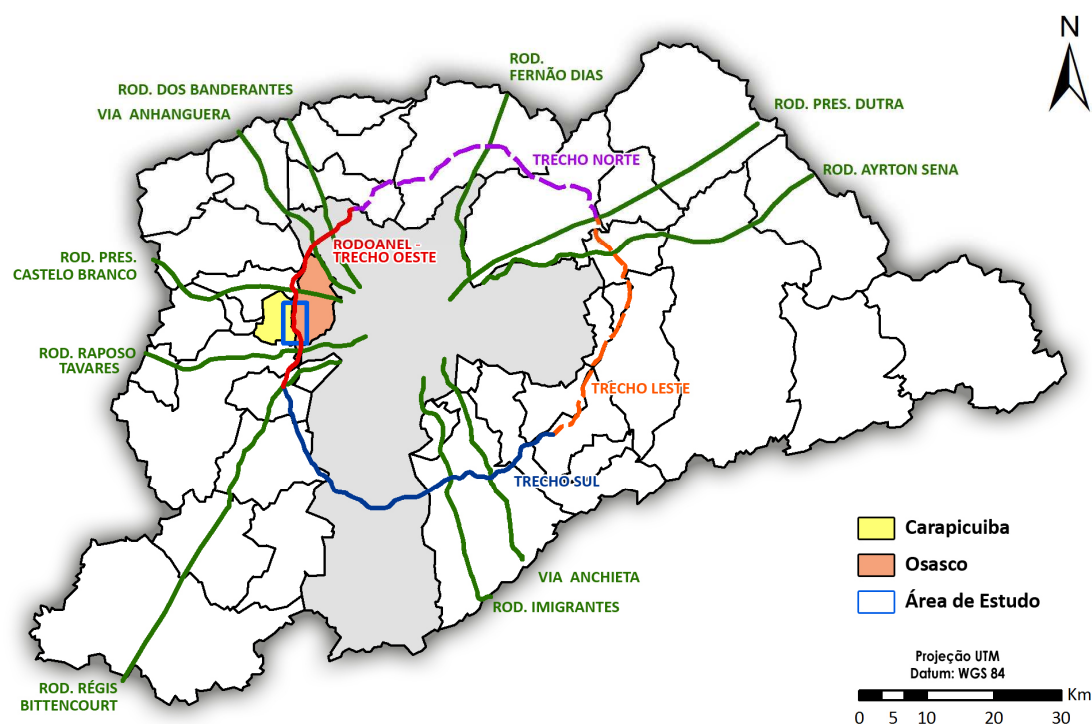 N
ROD.
FERNÃO DIAS
ROD. DOS BANDERANTES
VIA ANHANGUERA
ROD. PRES. DUTRA
TRECHO NORTE
ROD. AYRTON SENA
RODOANEL -
TRECHO OESTE
ROD. PRES.
CASTELO BRANCO
ROD. RAPOSO
TAVARES
TRECHO LESTE
TRECHO SUL
Carapicuiba
Osasco
Área de Estudo
VIA ANCHIETA
ROD. IMIGRANTES
Projeção UTM
Datum: WGS 84
ROD. RÉGIS
BITTENCOURT
Km
0 5 10 20 30